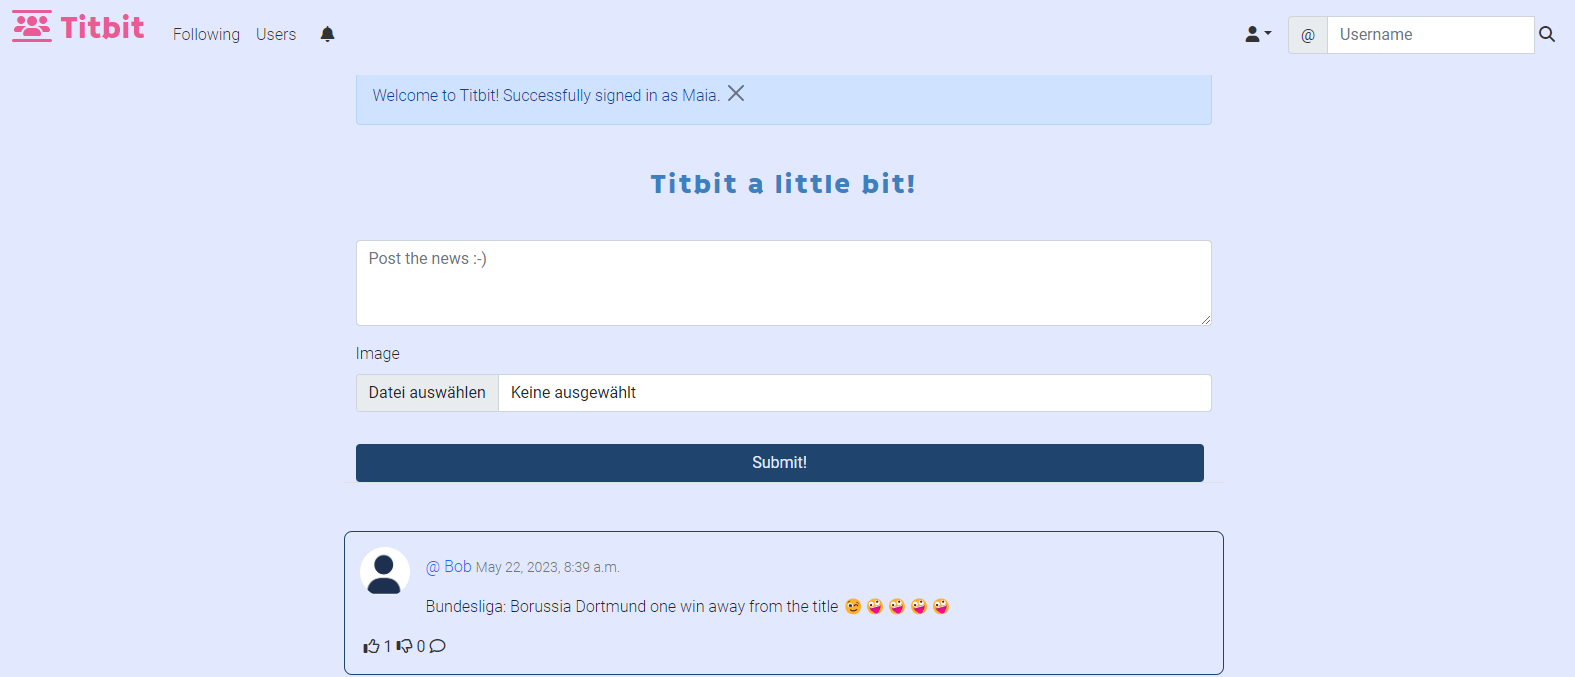 Titbit Following Users @ Username
Welcome to Titbit! Successfully signed in as Maia.
Titbit a little bit!
Post the news :-)
Image
Datei auswählen Keine ausgewählt
Submit!
@ Bob May 22, 2023, 8:39 a.m.
Bundesliga: Borussia Dortmund one win away from the title 😉🤪🤪🤪🤪
1 0